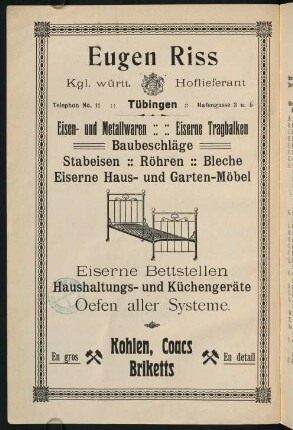 Eugen Riss
Kgl. württ. Hoflieferant
Telephon No. 11 :: Tübingen :: Hafengasse 3 u. 5
Eisen- und Metallwaren :: :: Eiserne Tragbalken
Baubeschläge
Stabeisen :: Röhren :: Bleche
Eiserne Haus- und Garten-Möbel
Eiserne Bettstellen
Haushaltungs- und Küchengeräte
Oefen aller Systeme.
Kohlen, Coacs
En gros En detail
Briketts